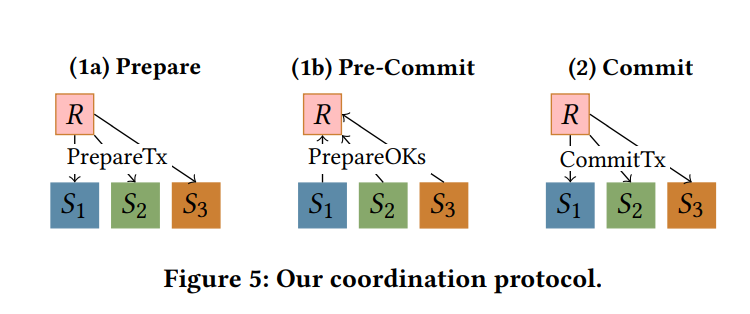 (1a) Prepare
(1b) Pre-Commit
(2) Commit
R
R
R
PrepareTx
PrepareOKs
CommitTx
S1 S2 S3
S1 S2 S3
S1 S2 S3
Figure 5: Our coordination protocol.